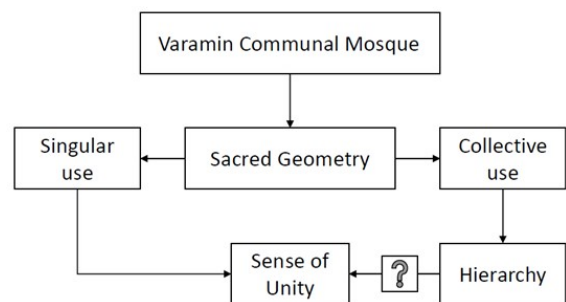 Varamin Communal Mosque
Singular
use
Sacred Geometry
Collective
use
Sense of
Unity
?
Hierarchy